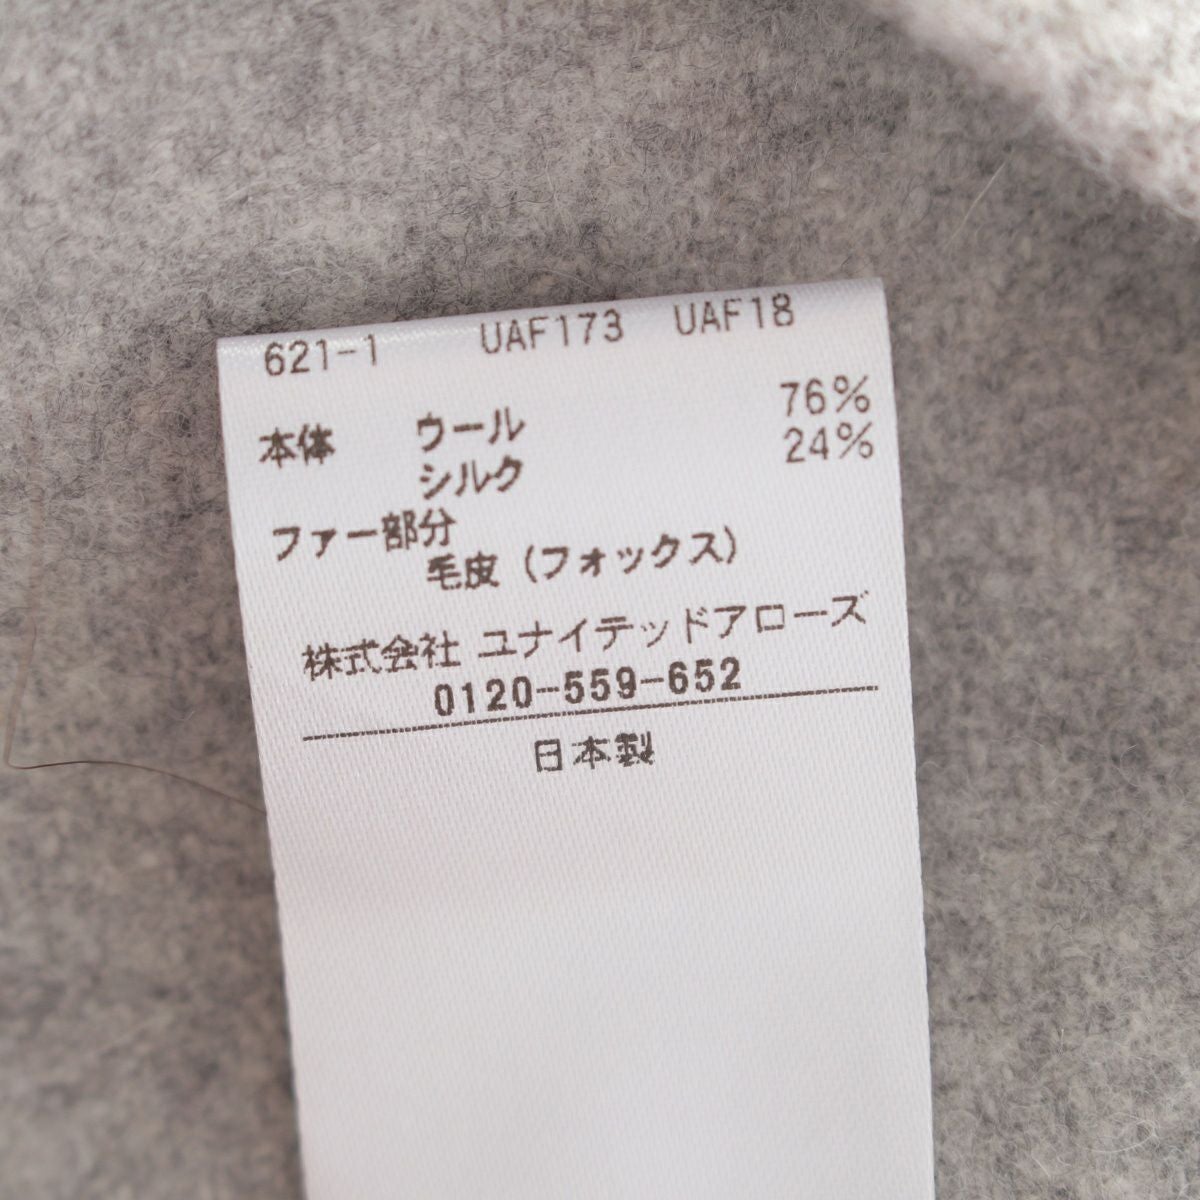 621-1 UAF173 UAF18
本体 ウール 76%
シルク 24%
ファー部分
毛皮 (フォックス)
株式会社 ユナイテッドアローズ
0120-559-652
日本製